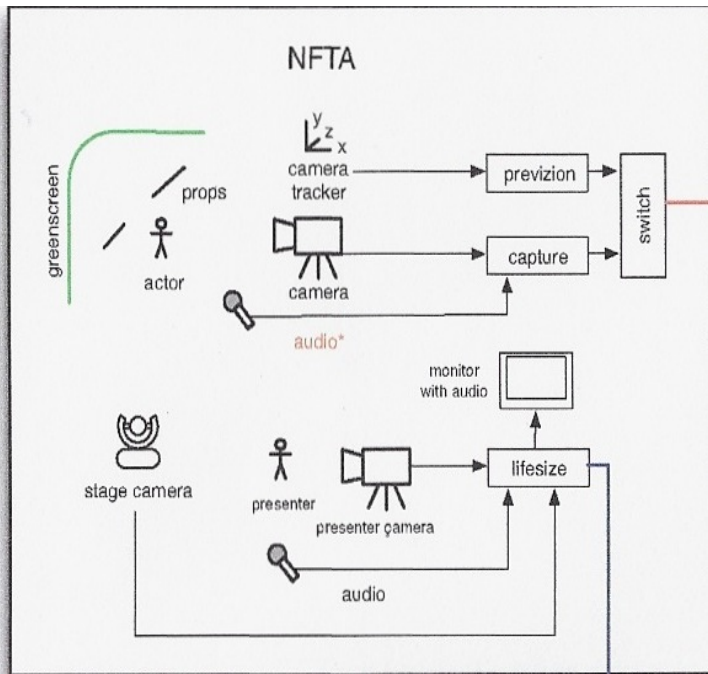 NFTA
y
z
x
camera
tracker
previzion
switch
greenscreen
props
actor
camera
capture
audio*
monitor
with audio
stage camera
presenter
presenter çamera
lifesize
audio